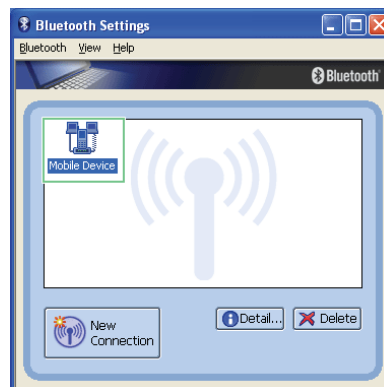 Bluetooth Settings
Bluetooth View Help
Bluetooth
Mobile Device
New
Connection
Detail...
Delete